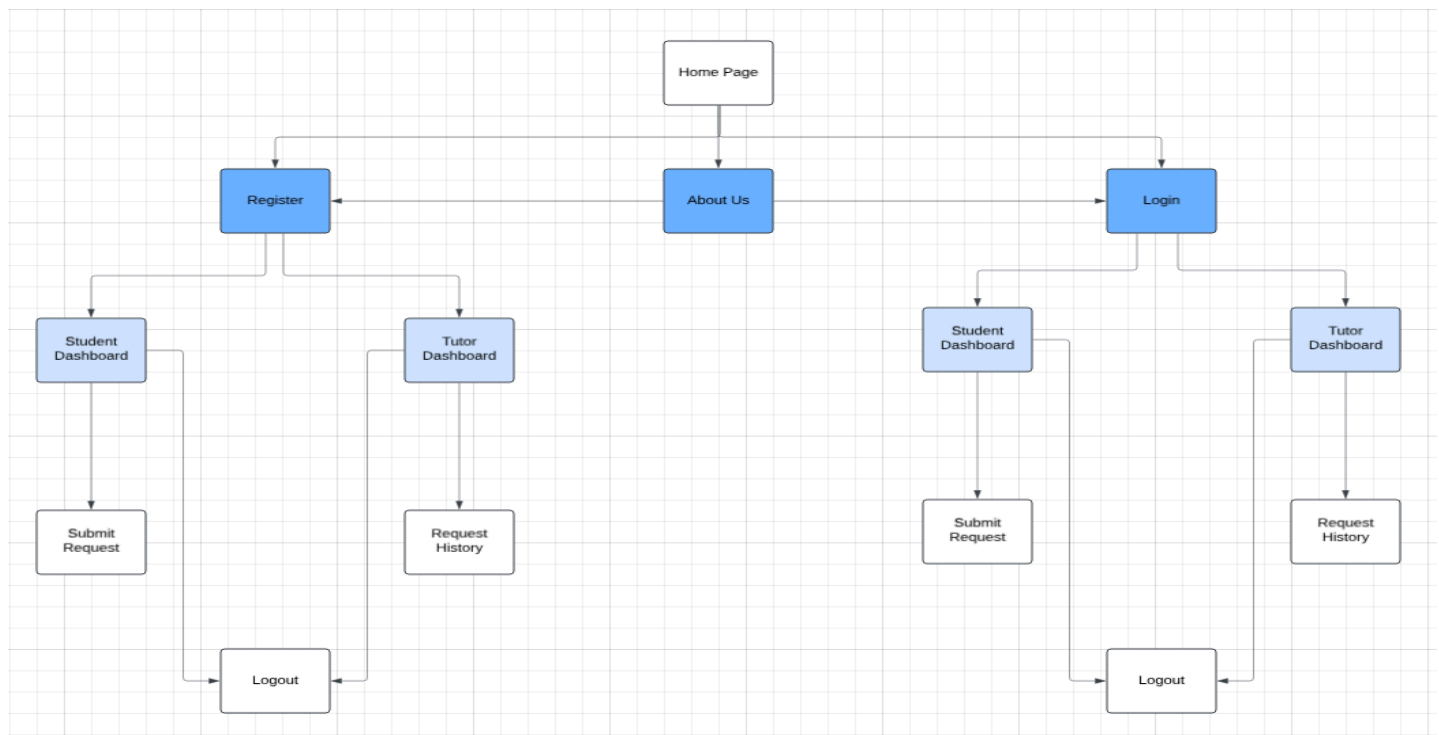 Home Page
Register
About Us
Login
Student
Dashboard
Tutor
Dashboard
Student
Dashboard
Tutor
Dashboard
Submit
Request
Request
History
Submit
Request
Request
History
Logout
Logout